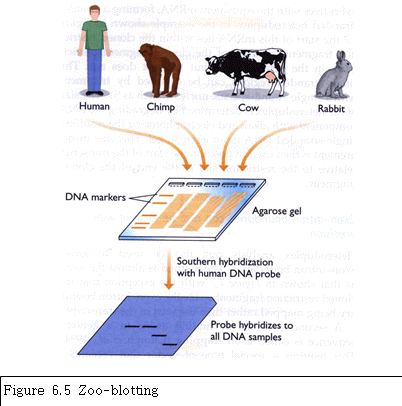 Human
Chimp
Cow
Rabbit
DNA markers
Agarose gel
Southern hybridization
with human DNA probe
Probe hybridizes to
all DNA samples
Figure 6.5 Zoo-blotting